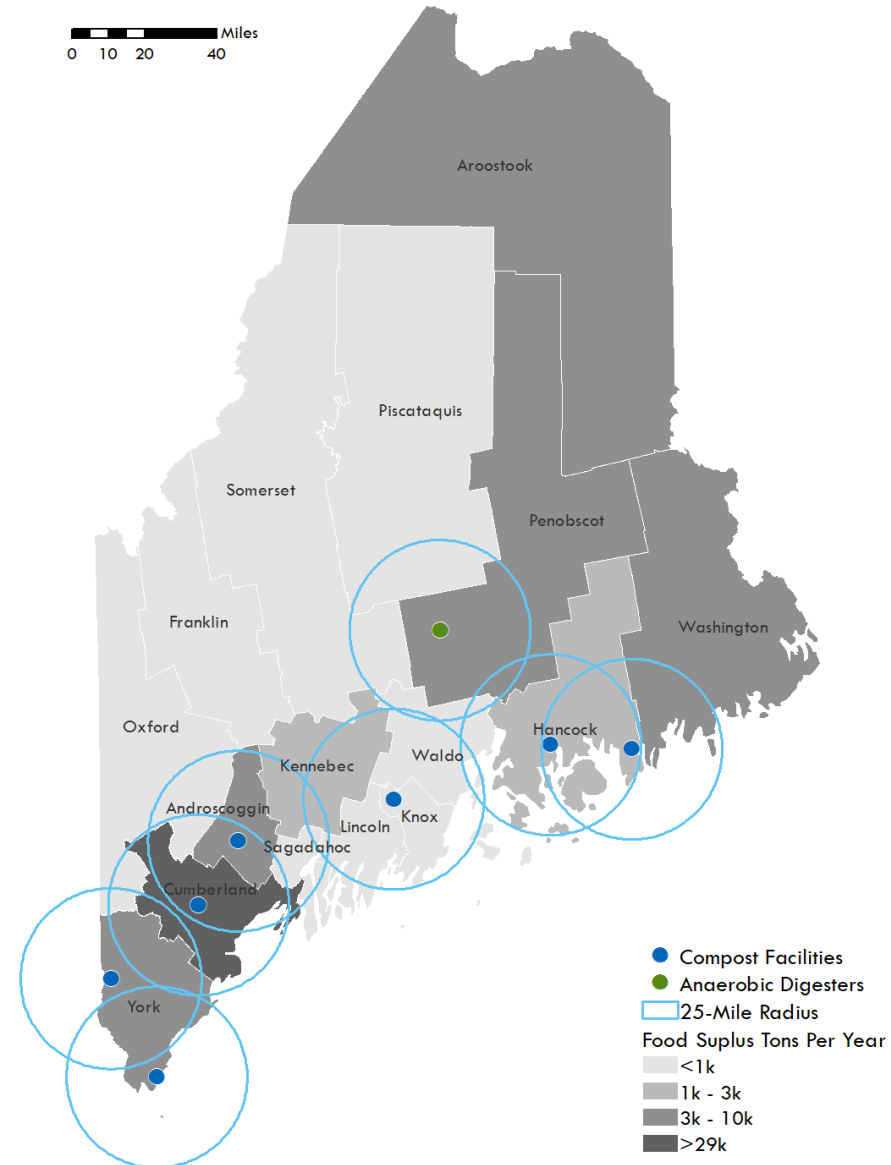 Miles
0 10 20 40
Aroostook
Piscataquis
Somerset
Penobscot
Franklin
Washington
Oxford
Hancock
Waldo
Kennebec
Androscoggin
Lincoln
Knox
Sagadahoc
Cumberland
York
Compost Facilities
Anaerobic Digesters
25-Mile Radius
Food Suplus Tons Per Year
<1k
1k - 3k
3k - 10k
>29k